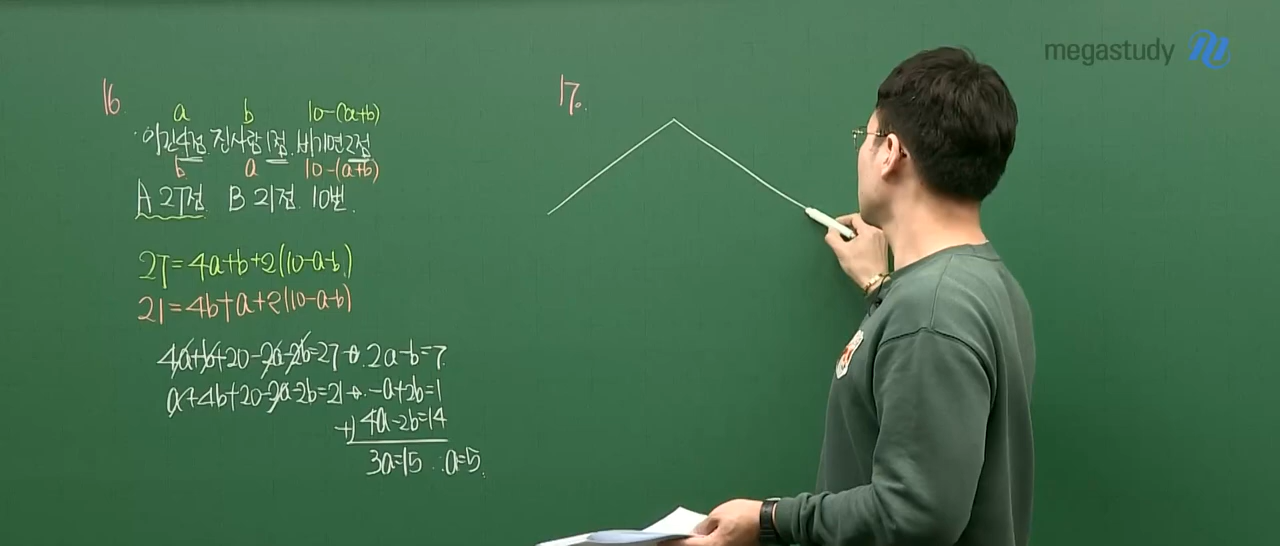 megastudy
16.
a b 10-(a+b)
이긴4점 진사람 1점. 비기면2점
b a 10-(a+b)
A 27점 B 21점. 10번.
27=4a+b+2(10-a-b)
21=4b+a+2(10-a-b)
4a+b+20-2a-2b=27 → 2a-b=7.
a+4b+20-2a-2b=21 → -a+2b=1
+) 4a-2b=14
3a=15 ∴a=5.
17.